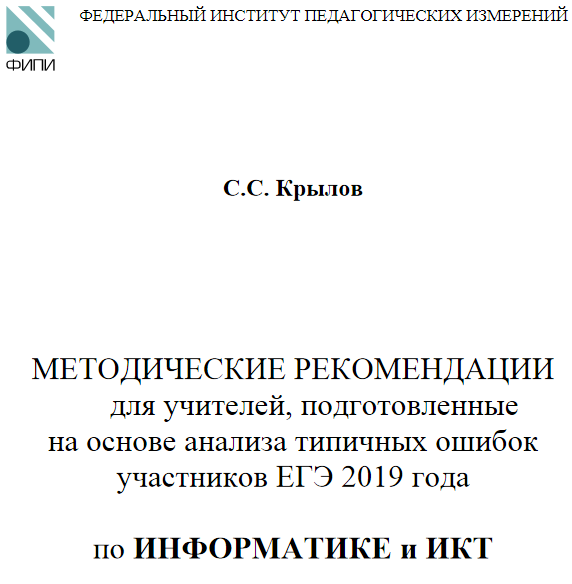 ФЕДЕРАЛЬНЫЙ ИНСТИТУТ ПЕДАГОГИЧЕСКИХ ИЗМЕРЕНИЙ
ФИПИ
С.С. Крылов
МЕТОДИЧЕСКИЕ РЕКОМЕНДАЦИИ
для учителей, подготовленные
на основе анализа типичных ошибок
участников ЕГЭ 2019 года
по ИНФОРМАТИКЕ и ИКТ